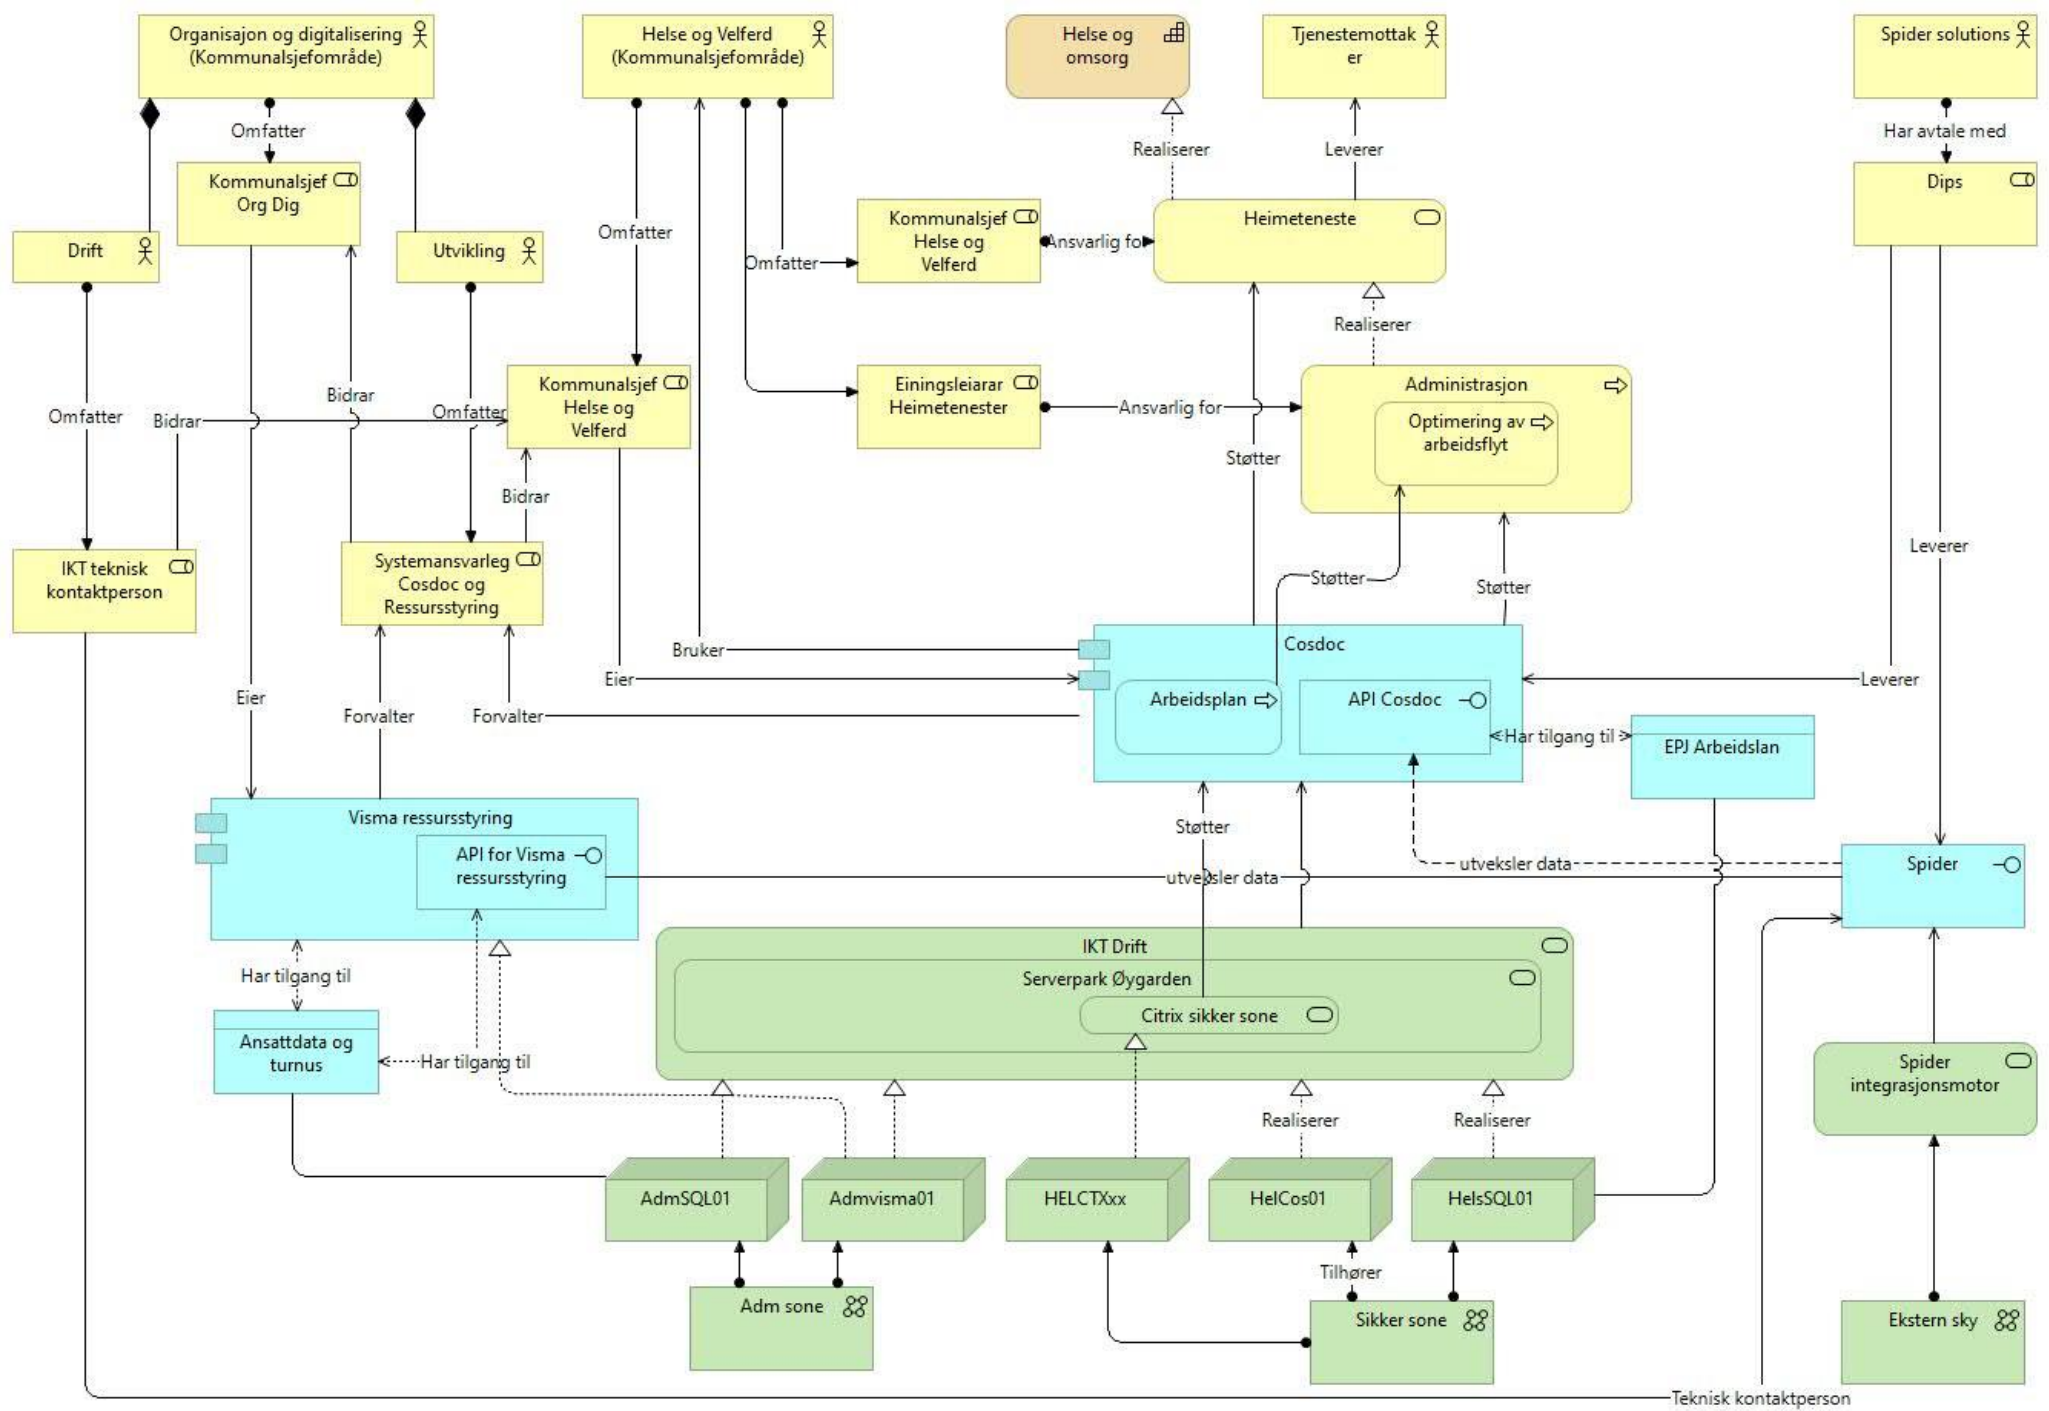 Organisajon og digitalisering
(Kommunalsjefområde)
Helse og Velferd
(Kommunalsjefområde)
Helse og
omsorg
Tjenestemottak
er
Spider solutions
Omfatter
Realiserer
Leverer
Har avtale med
Kommunalsjef
Org Dig
Dips
Drift
Utvikling
Omfatter
Omfatter
Kommunalsjef
Helse og
Velferd
Ansvarlig fo
Heimeteneste
Realiserer
Omfatter
Bidrar
Bidrar
Omfatter
Kommunalsjef
Helse og
Velferd
Einingsleiarar
Heimetenester
Ansvarlig for
Administrasjon
Optimering av
arbeidsflyt
Støtter
Bidrar
Leverer
IKT teknisk
kontaktperson
Systemansvarleg
Cosdoc og
Ressursstyring
Støtter
Støtter
Bruker
Eier
Cosdoc
Leverer
Eier
Forvalter
Forvalter
Arbeidsplan
API Cosdoc
Har tilgang til
EPJ Arbeidslan
Visma ressursstyring
API for Visma
ressursstyring
Støtter
utveksler data
utveksler data
Spider
IKT Drift
Serverpark Øygarden
Citrix sikker sone
Har tilgang til
Ansattdata og
turnus
Har tilgang til
Spider
integrasjonsmotor
Realiserer
Realiserer
AdmSQL01
Admvisma01
HELCTXxx
HelCos01
HelsSQL01
Tilhører
Adm sone
Sikker sone
Ekstern sky
Teknisk kontaktperson